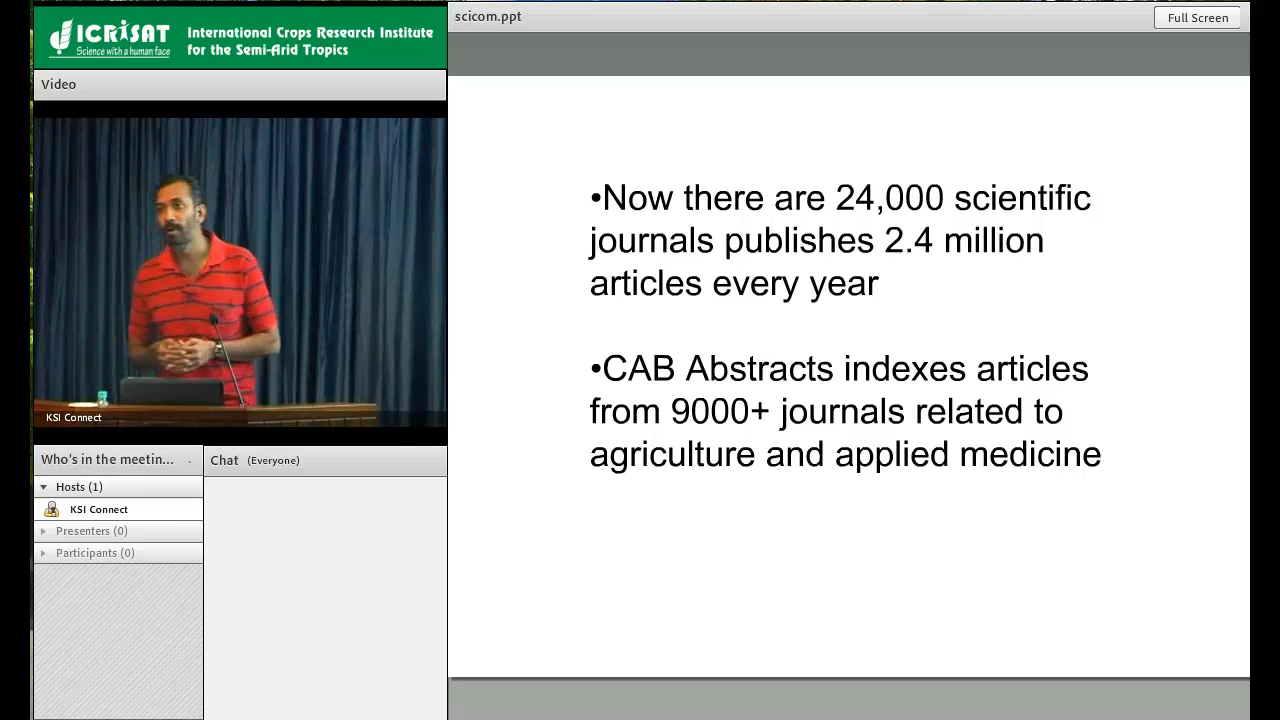 scicom.ppt
Full Screen
ICRISAT
Science with a human face
International Crops Research Institute
for the Semi-Arid Tropics
Video
KSI Connect
Who's in the meetin... .
Hosts (1)
KSI Connect
Presenters (0)
Participants (0)
Chat (Everyone)
•Now there are 24,000 scientific
journals publishes 2.4 million
articles every year
•CAB Abstracts indexes articles
from 9000+ journals related to
agriculture and applied medicine